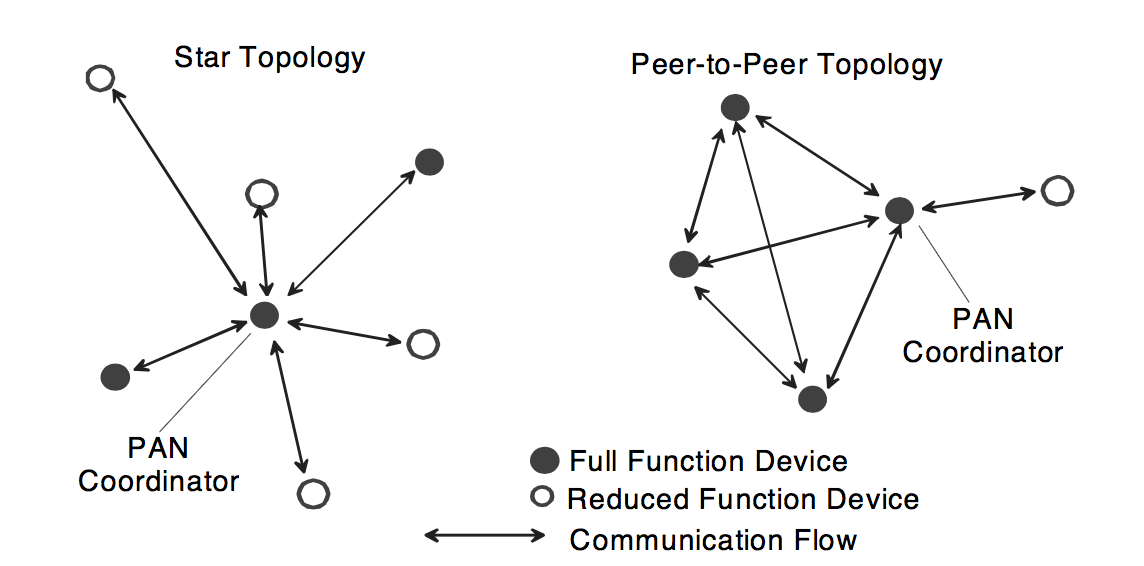 Star Topology
Peer-to-Peer Topology
PAN
Coordinator
PAN
Coordinator
Full Function Device
Reduced Function Device
Communication Flow